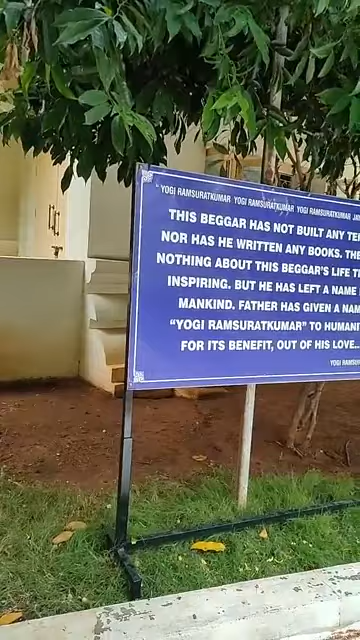 " YOGI RAMSURATKUMAR YOGI RAMSURATKUMAR YOGI RAMSURATKUMAR
THIS BEGGAR HAS NOT BUILT ANY
NOR HAS HE WRITTEN ANY BOOKS.
NOTHING ABOUT THIS BEGGAR'S LIFE
INSPIRING. BUT HE HAS LEFT A NAME
MANKIND. FATHER HAS GIVEN A
“YOGI RAMSURATKUMAR” TO
FOR ITS BENEFIT, OUT OF HIS LOVE...
YOGI